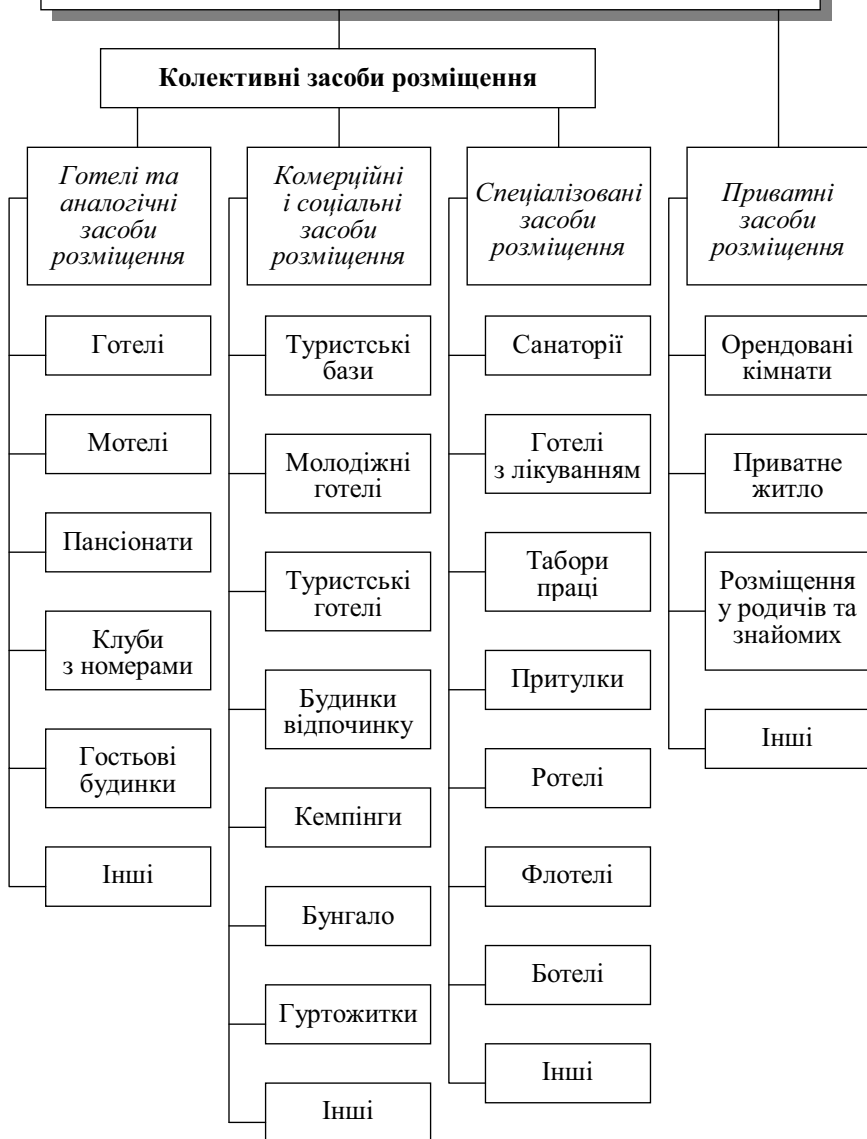 Колективні засоби розміщення
Готелі та
аналогічні
засоби
розміщення
Готелі
Мотелі
Пансіонати
Клуби
з номерами
Гостьові
будинки
Інші
Комерційні
і соціальні
засоби
розміщення
Туристські
бази
Молодіжні
готелі
Туристські
готелі
Будинки
відпочинку
Кемпінги
Бунгало
Гуртожитки
Інші
Спеціалізовані
засоби
розміщення
Санаторії
Готелі
з лікуванням
Табори
праці
Притулки
Ротелі
Флотелі
Ботелі
Інші
Приватні
засоби
розміщення
Орендовані
кімнати
Приватне
житло
Розміщення
у родичів та
знайомих
Інші